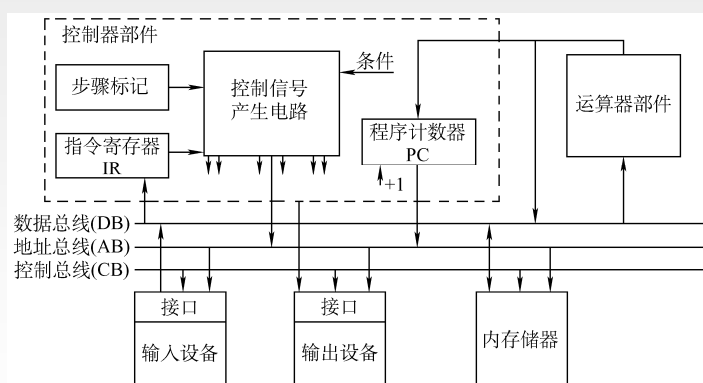 控制器部件
步骤标记
控制信号
产生电路
条件
运算器部件
指令寄存器
IR
程序计数器
PC
+1
数据总线(DB)
地址总线(AB)
控制总线(CB)
接口
输入设备
接口
输出设备
内存储器